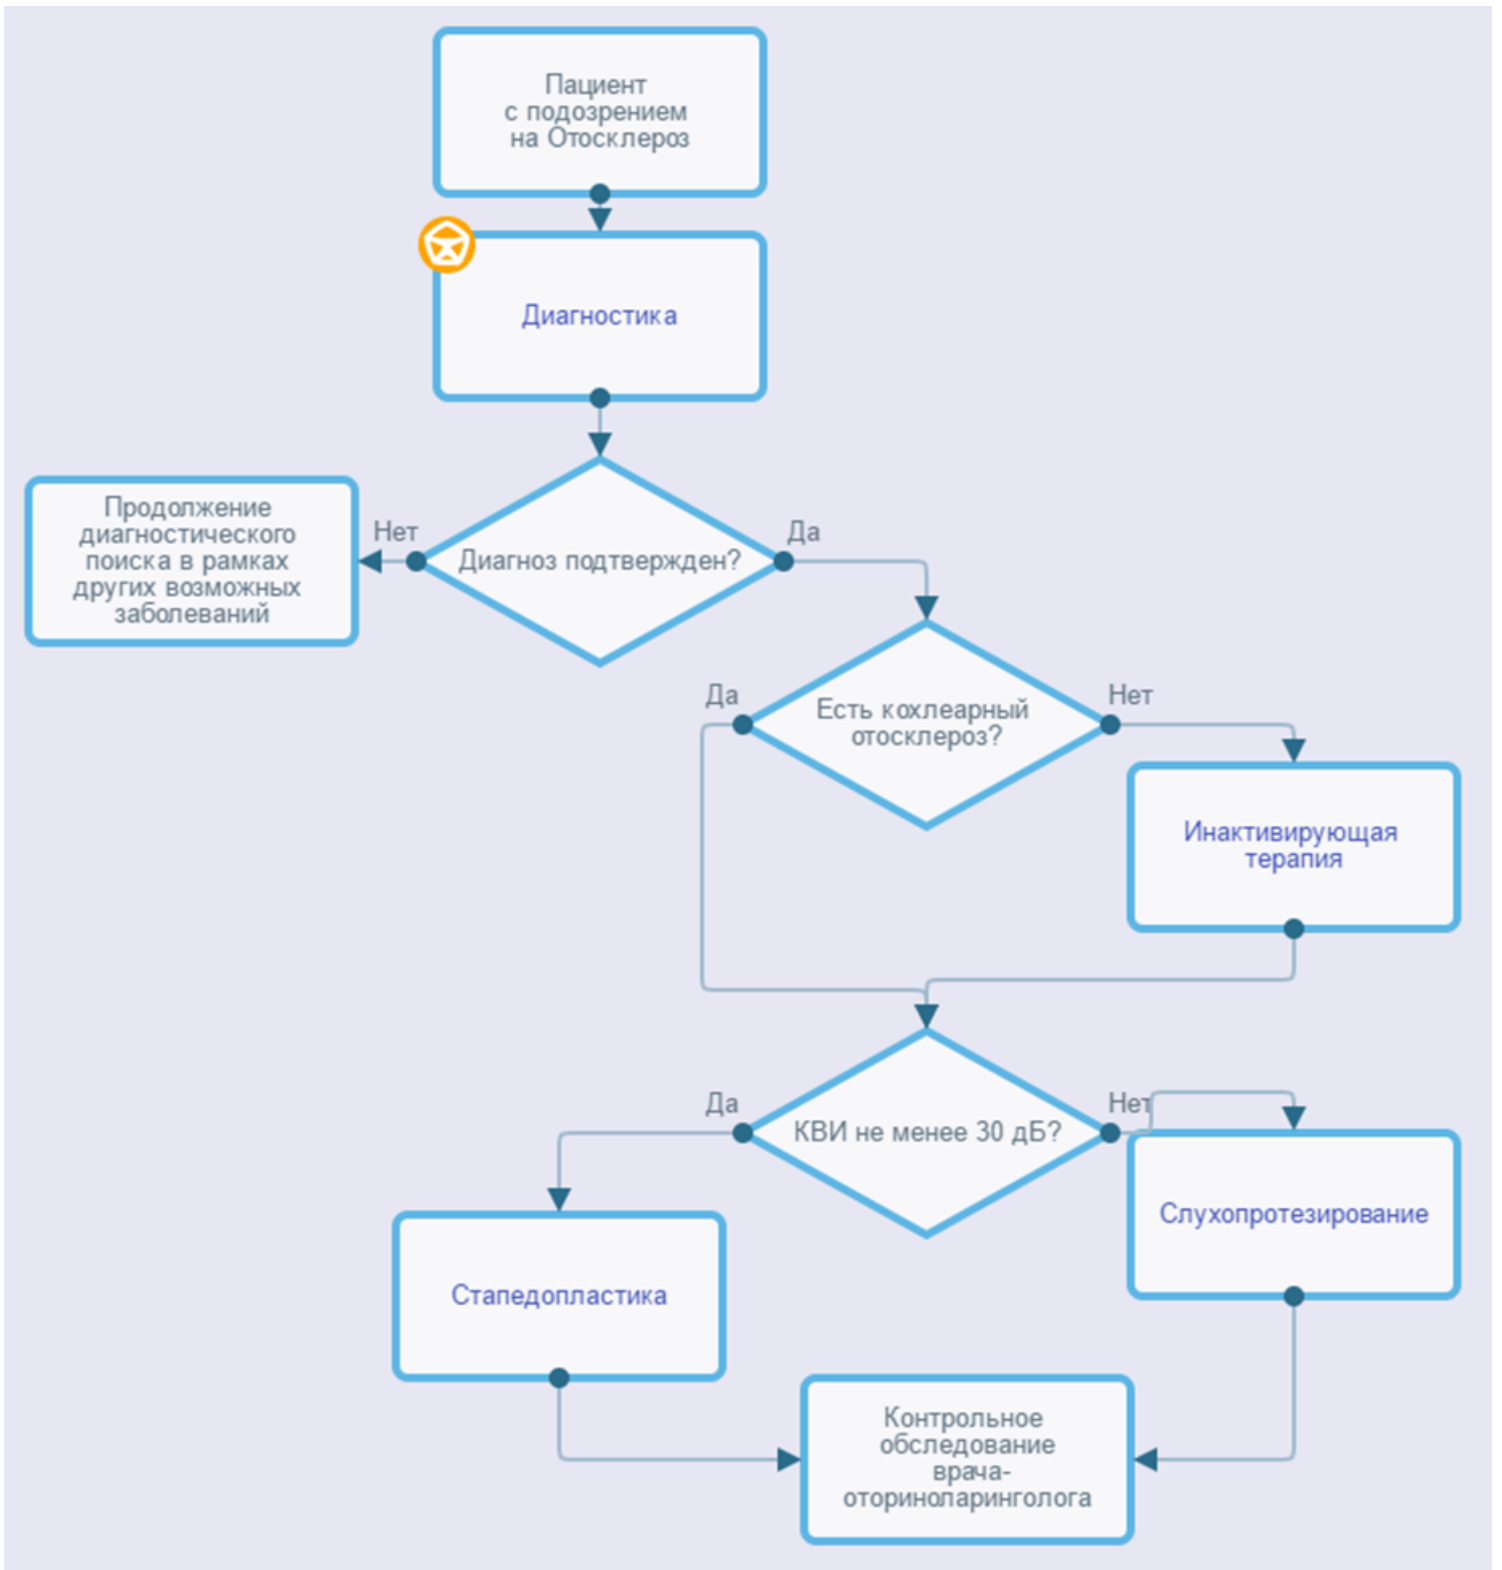 Пациент
с подозрением
на Отосклероз
Диагностика
Диагноз подтвержден?
Нет
Да
Продолжение
диагностического
поиска в рамках
других возможных
заболеваний
Есть кохлеарный
отосклероз?
Да
Нет
Инактивирующая
терапия
КВИ не менее 30 дБ?
Да
Нет
Слухопротезирование
Стапедопластика
Контрольное
обследование
врача-
оториноларинголога